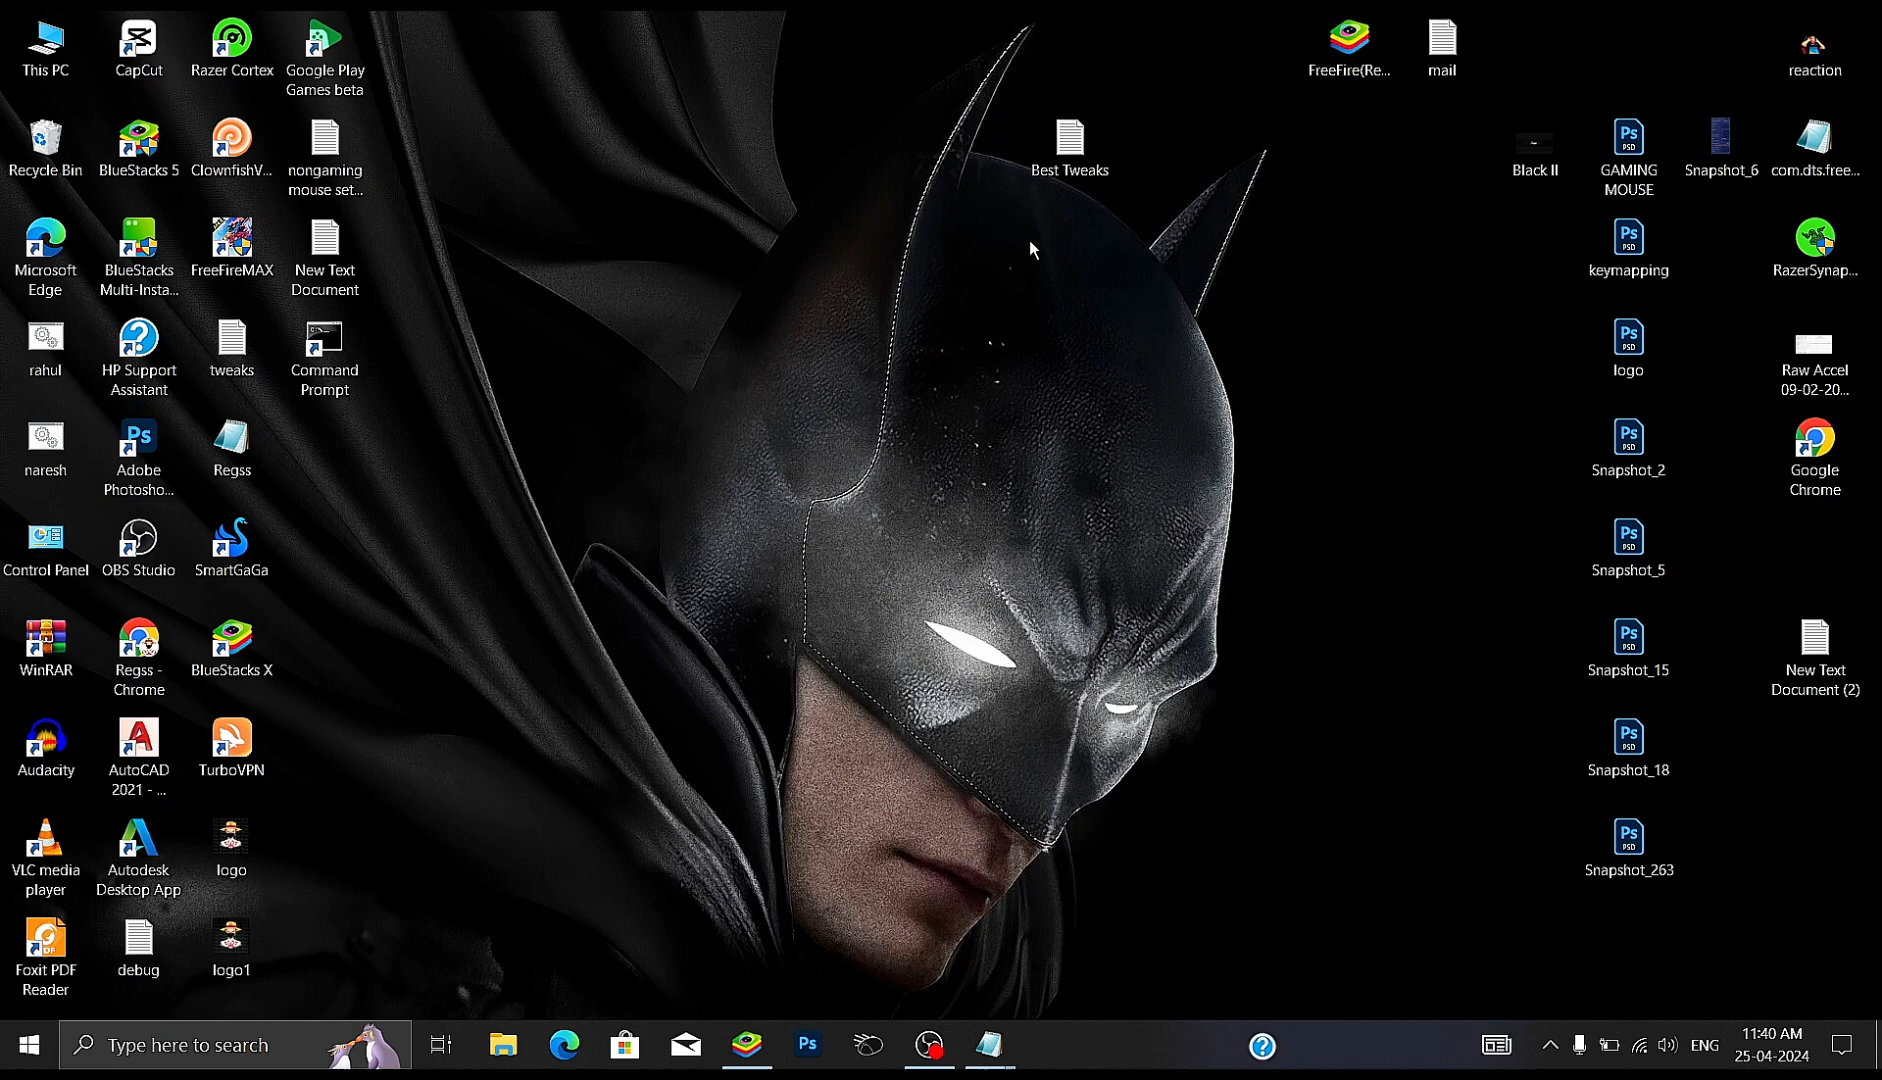 This PC
CapCut
Razer Cortex
Google Play
Games beta
FreeFire(Re...
mail
reaction
Recycle Bin
BlueStacks 5
ClownfishV...
nongaming
mouse set...
Best Tweaks
Black II
GAMING
MOUSE
Snapshot_6
com.dts.free...
Microsoft
Edge
BlueStacks
Multi-Insta...
FreeFireMAX
New Text
Document
keymapping
RazerSynap...
rahul
HP Support
Assistant
tweaks
Command
Prompt
logo
Raw Accel
09-02-20...
naresh
Adobe
Photosho...
Regss
Snapshot_2
Google
Chrome
Control Panel
OBS Studio
SmartGaGa
Snapshot_5
WinRAR
Regss -
Chrome
BlueStacks X
Snapshot_15
New Text
Document (2)
Audacity
AutoCAD
2021 - ...
TurboVPN
Snapshot_18
VLC media
player
Autodesk
Desktop App
logo
Snapshot_263
Foxit PDF
Reader
debug
logo1
Type here to search
Ps
ENG
11:40 AM
25-04-2024